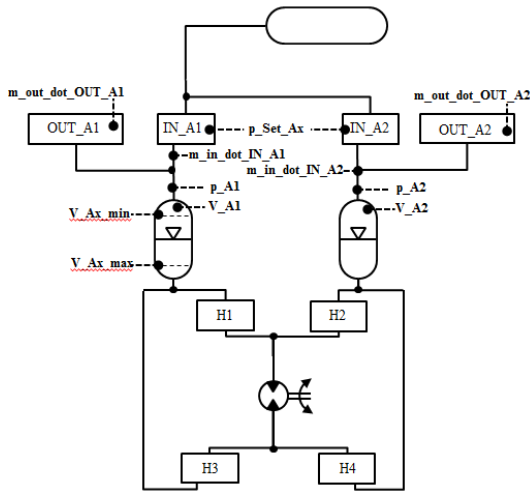 m_out_dot_OUT_A1
m_out_dot_OUT_A2
OUT_A1
IN_A1
p_Set_Ax
IN_A2
OUT_A2
m_in_dot_IN_A1
m_in_dot_IN_A2
p_A1
p_A2
V_Ax_min
V_A1
V_A2
V_Ax_max
H1
H2
H3
H4